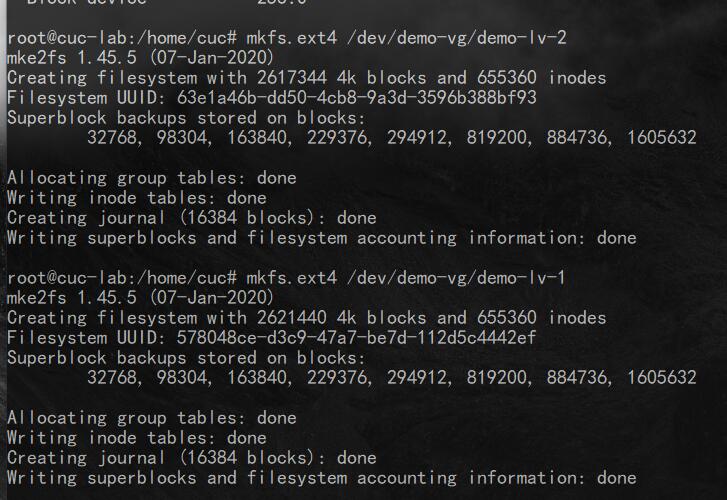 Block device 253:0
root@cuc-lab:/home/cuc# mkfs.ext4 /dev/demo-vg/demo-lv-2
mke2fs 1.45.5 (07-Jan-2020)
Creating filesystem with 2617344 4k blocks and 655360 inodes
Filesystem UUID: 63e1a46b-dd50-4cb8-9a3d-3596b388bf93
Superblock backups stored on blocks:
32768, 98304, 163840, 229376, 294912, 819200, 884736, 1605632
Allocating group tables: done
Writing inode tables: done
Creating journal (16384 blocks): done
Writing superblocks and filesystem accounting information: done
root@cuc-lab:/home/cuc# mkfs.ext4 /dev/demo-vg/demo-lv-1
mke2fs 1.45.5 (07-Jan-2020)
Creating filesystem with 2621440 4k blocks and 655360 inodes
Filesystem UUID: 578048ce-d3c9-47a7-be7d-112d5c4442ef
Superblock backups stored on blocks:
32768, 98304, 163840, 229376, 294912, 819200, 884736, 1605632
Allocating group tables: done
Writing inode tables: done
Creating journal (16384 blocks): done
Writing superblocks and filesystem accounting information: done